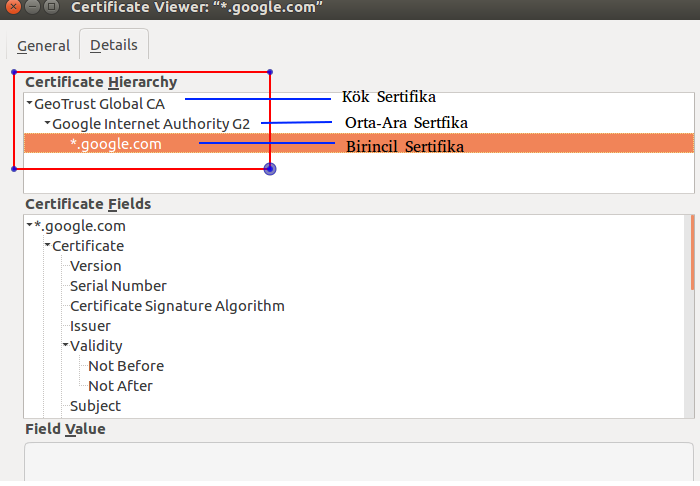 Certificate Viewer: “*.google.com”
General Details
Certificate Hierarchy
GeoTrust Global CA Kök Sertifika
Google Internet Authority G2 Orta-Ara Sertfika
*.google.com Birincil Sertifika
Certificate Fields
*.google.com
Certificate
Version
Serial Number
Certificate Signature Algorithm
Issuer
Validity
Not Before
Not After
Subject
Field Value